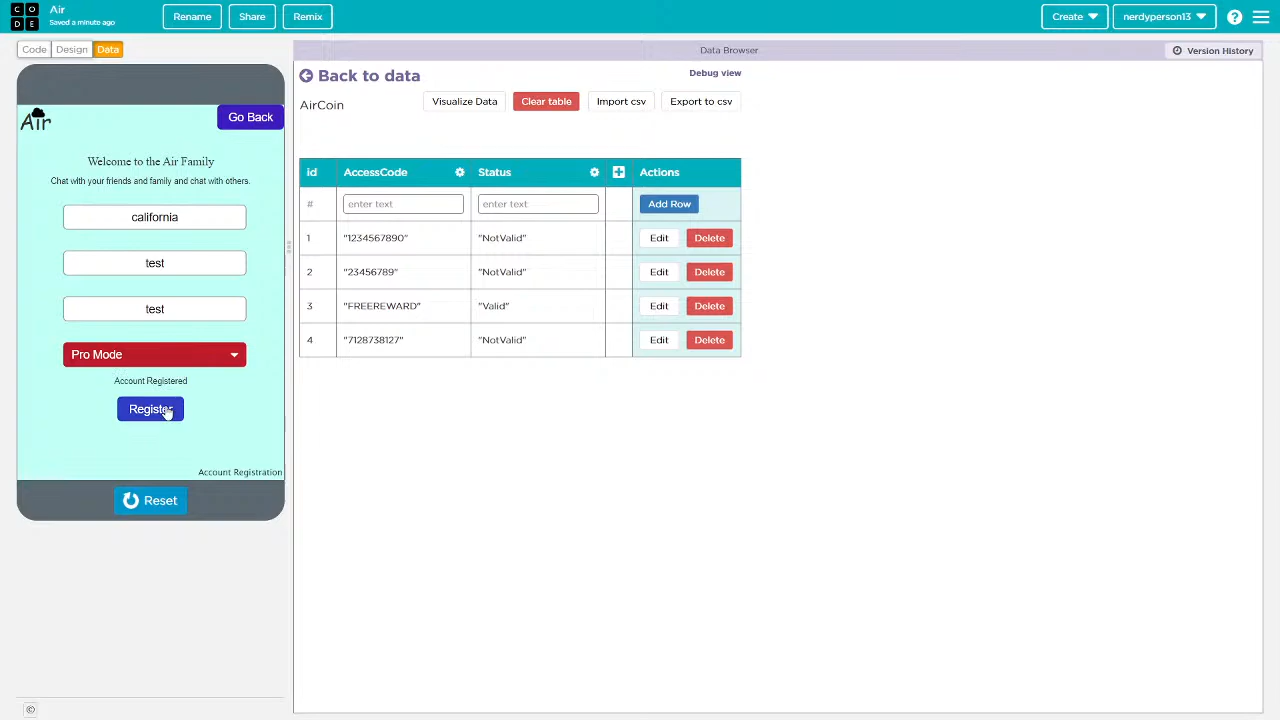 CODE
Air
Saved a minute ago
Rename
Share
Remix
Create
nerdyperson13
?
Code
Design
Data
Data Browser
Version History
Back to data
Debug view
AirCoin
Visualize Data
Clear table
Import csv
Export to csv
id AccessCode Status Actions
# enter text enter text Add Row
1 "1234567890" "NotValid" Edit Delete
2 "23456789" "NotValid" Edit Delete
3 "FREEREWARD" "Valid" Edit Delete
4 "7128738127" "NotValid" Edit Delete
Air
Go Back
Welcome to the Air Family
Chat with your friends and family and chat with others.
california
test
test
Pro Mode
Account Registered
Register
Account Registration
Reset
©